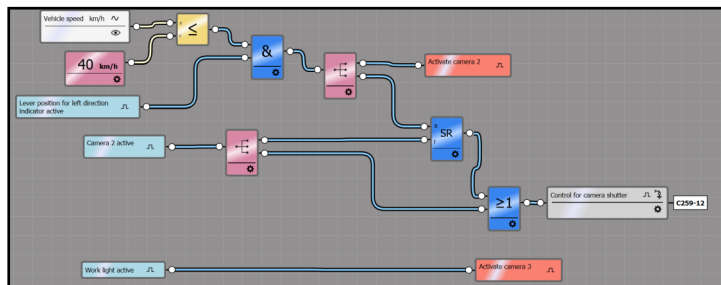 Vehicle speed km/h
≤
40 km/h
&
Activate camera 2
Lever position for left direction
indicator active
Camera 2 active
SR
≥1
Control for camera shutter
C259-12
Work light active
Activate camera 3